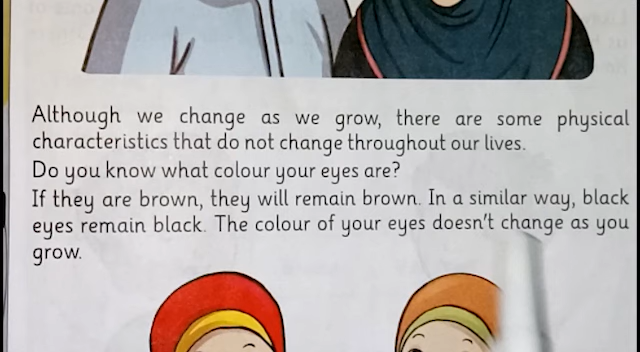 Although we change as we grow, there are some physical
characteristics that do not change throughout our lives.
Do you know what colour your eyes are?
If they are brown, they will remain brown. In a similar way, black
eyes remain black. The colour of your eyes doesn't change as you
grow.